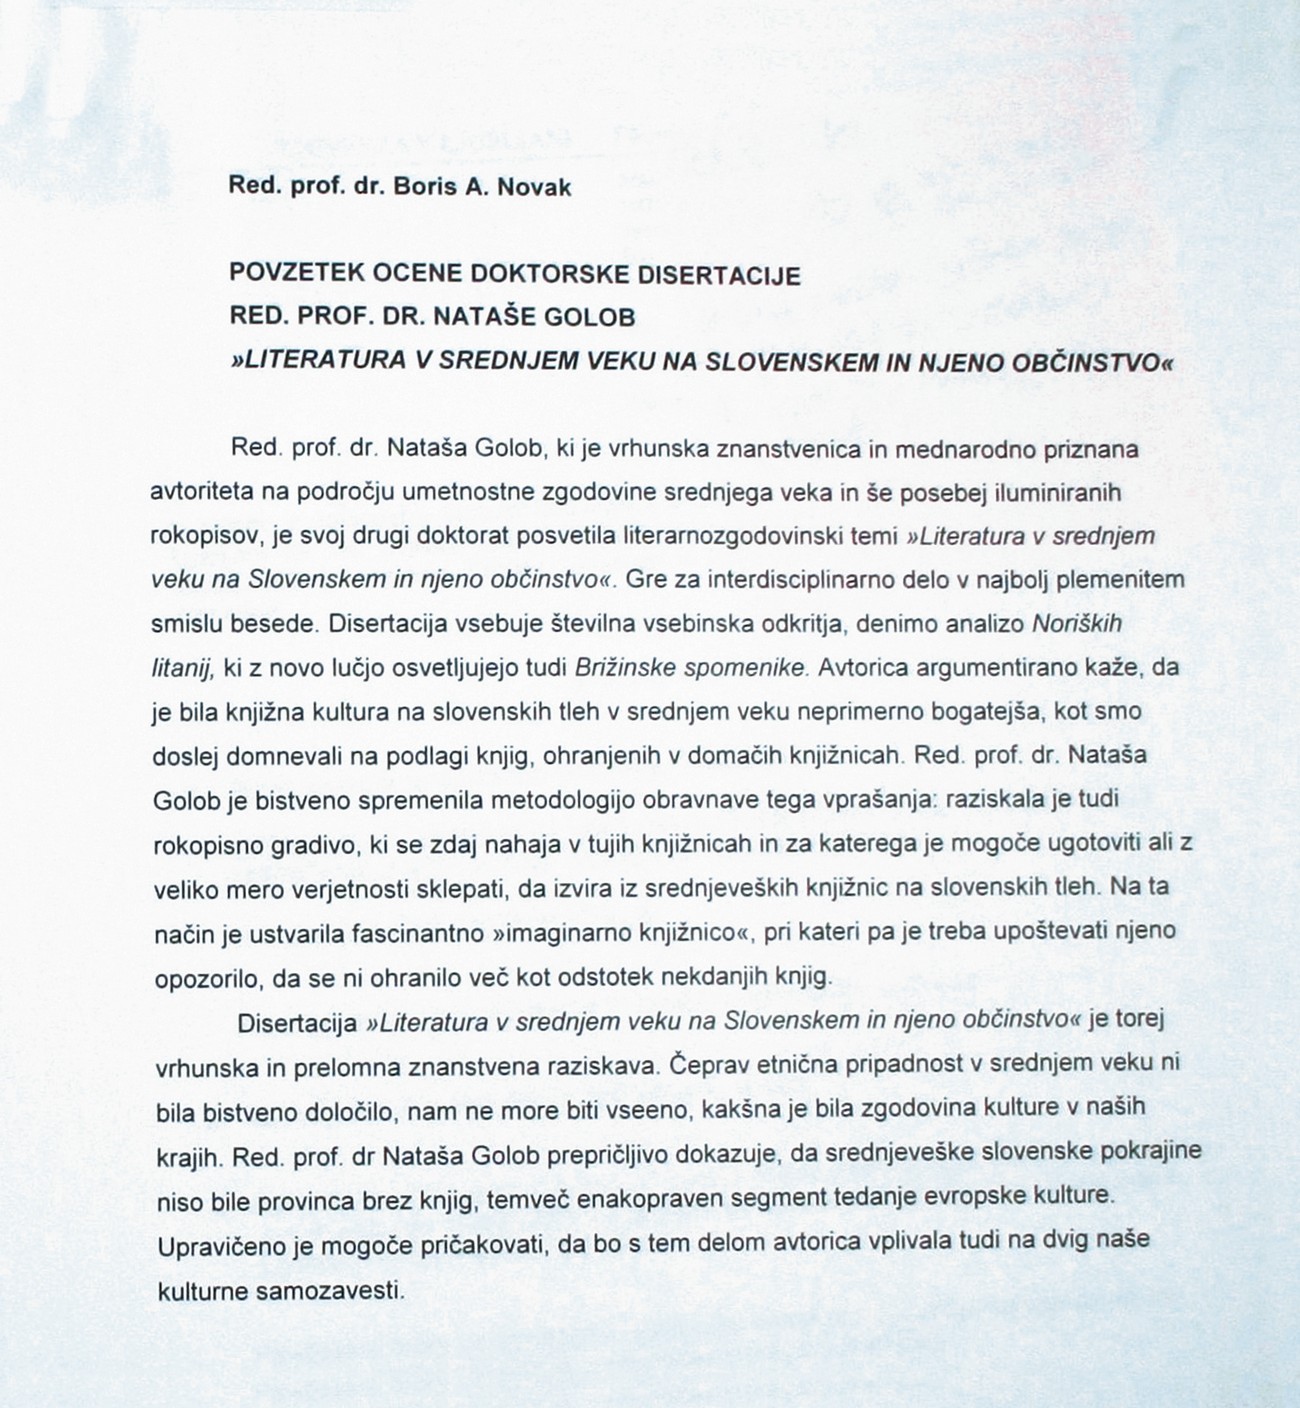 Red. prof. dr. Boris A. Novak
POVZETEK OCENE DOKTORSKE DISERTACIJE
RED. PROF. DR. NATAŠE GOLOB
»LITERATURA V SREDNJEM VEKU NA SLOVENSKEM IN NJENO OBČINSTVO«
Red. prof. dr. Nataša Golob, ki je vrhunska znanstvenica in mednarodno priznana
avtoriteta na področju umetnostne zgodovine srednjega veka in še posebej iluminiranih
rokopisov, je svoj drugi doktorat posvetila literarnozgodovinski temi »Literatura v srednjem
veku na Slovenskem in njeno občinstvo«. Gre za interdisciplinarno delo v najbolj plemenitem
smislu besede. Disertacija vsebuje številna vsebinska odkritja, denimo analizo Noriških
litanij, ki z novo lučjo osvetljujejo tudi Brižinske spomenike. Avtorica argumentirano kaže, da
je bila knjižna kultura na slovenskih tleh v srednjem veku neprimerno bogatejša, kot smo
doslej domnevali na podlagi knjig, ohranjenih v domačih knjižnicah. Red. prof. dr. Nataša
Golob je bistveno spremenila metodologijo obravnave tega vprašanja: raziskala je tudi
rokopisno gradivo, ki se zdaj nahaja v tujih knjižnicah in za katerega je mogoče ugotoviti ali z
veliko mero verjetnosti sklepati, da izvira iz srednjeveških knjižnic na slovenskih tleh. Na ta
način je ustvarila fascinantno »imaginarno knjižnico«, pri kateri pa je treba upoštevati njeno
opozorilo, da se ni ohranilo več kot odstotek nekdanjih knjig.
Disertacija »Literatura v srednjem veku na Slovenskem in njeno občinstvo« je torej
vrhunska in prelomna znanstvena raziskava. Čeprav etnična pripadnost v srednjem veku ni
bila bistveno določilo, nam ne more biti vseeno, kakšna je bila zgodovina kulture v naših
krajih. Red. prof. dr Nataša Golob prepričljivo dokazuje, da srednjeveške slovenske pokrajine
niso bile provinca brez knjig, temveč enakopraven segment tedanje evropske kulture.
Upravičeno je mogoče pričakovati, da bo s tem delom avtorica vplivala tudi na dvig naše
kulturne samozavesti.